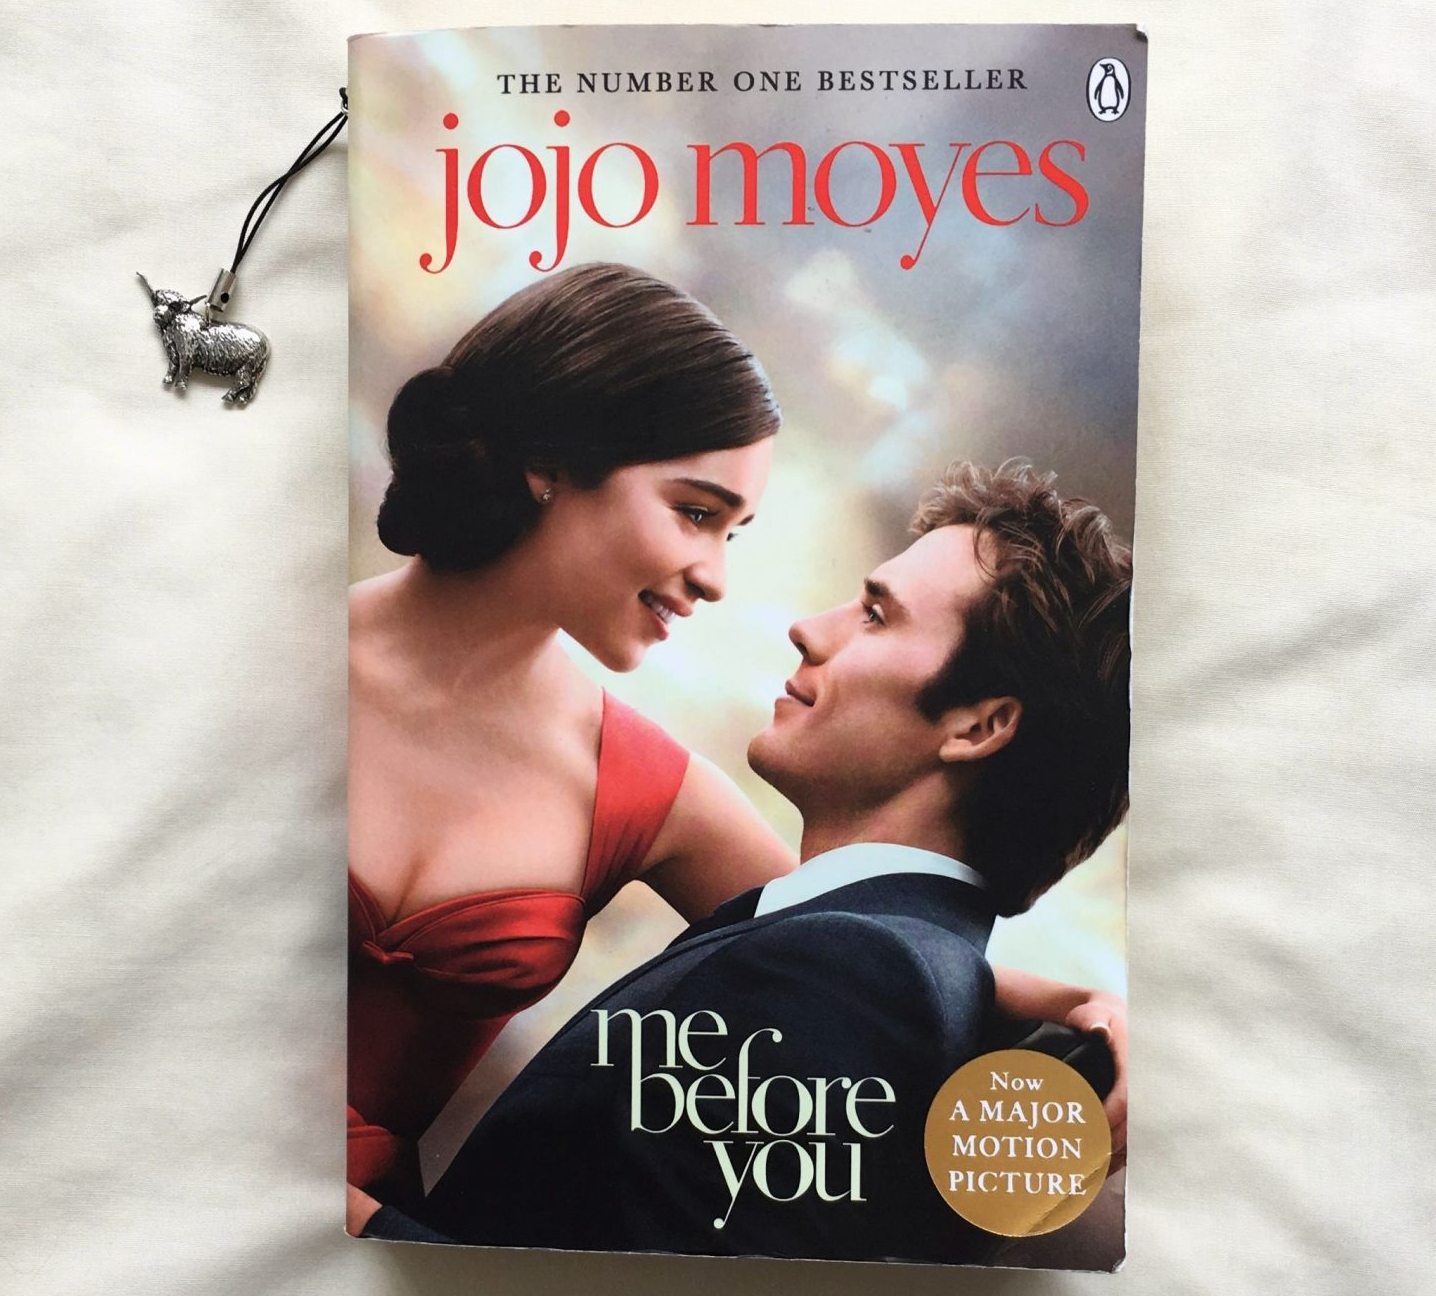 THE NUMBER ONE BESTSELLER
jojo moyes
me
before
you
Now
A MAJOR
MOTION
PICTURE